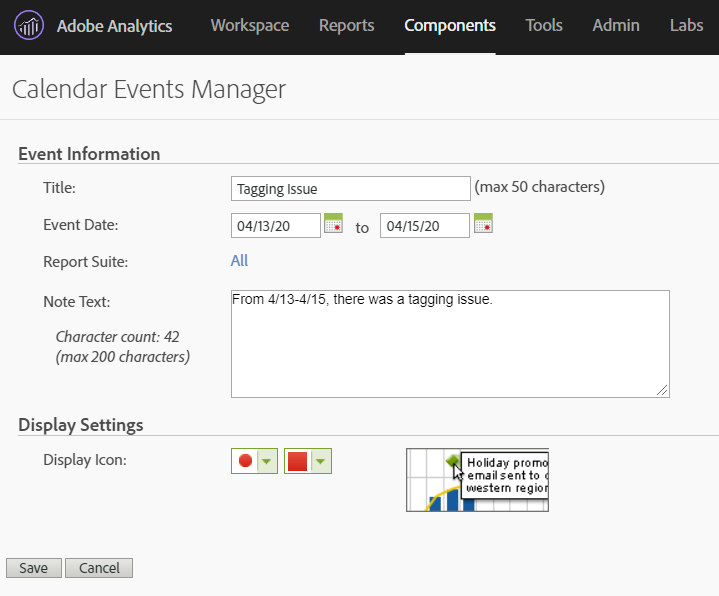 Adobe Analytics Workspace Reports Components Tools Admin Labs
Calendar Events Manager
Event Information
Title: Tagging Issue (max 50 characters)
Event Date: 04/13/20 to 04/15/20
Report Suite: All
Note Text: From 4/13-4/15, there was a tagging issue.
Character count: 42
(max 200 characters)
Display Settings
Display Icon:
Holiday promo
email sent to
western region
Save Cancel